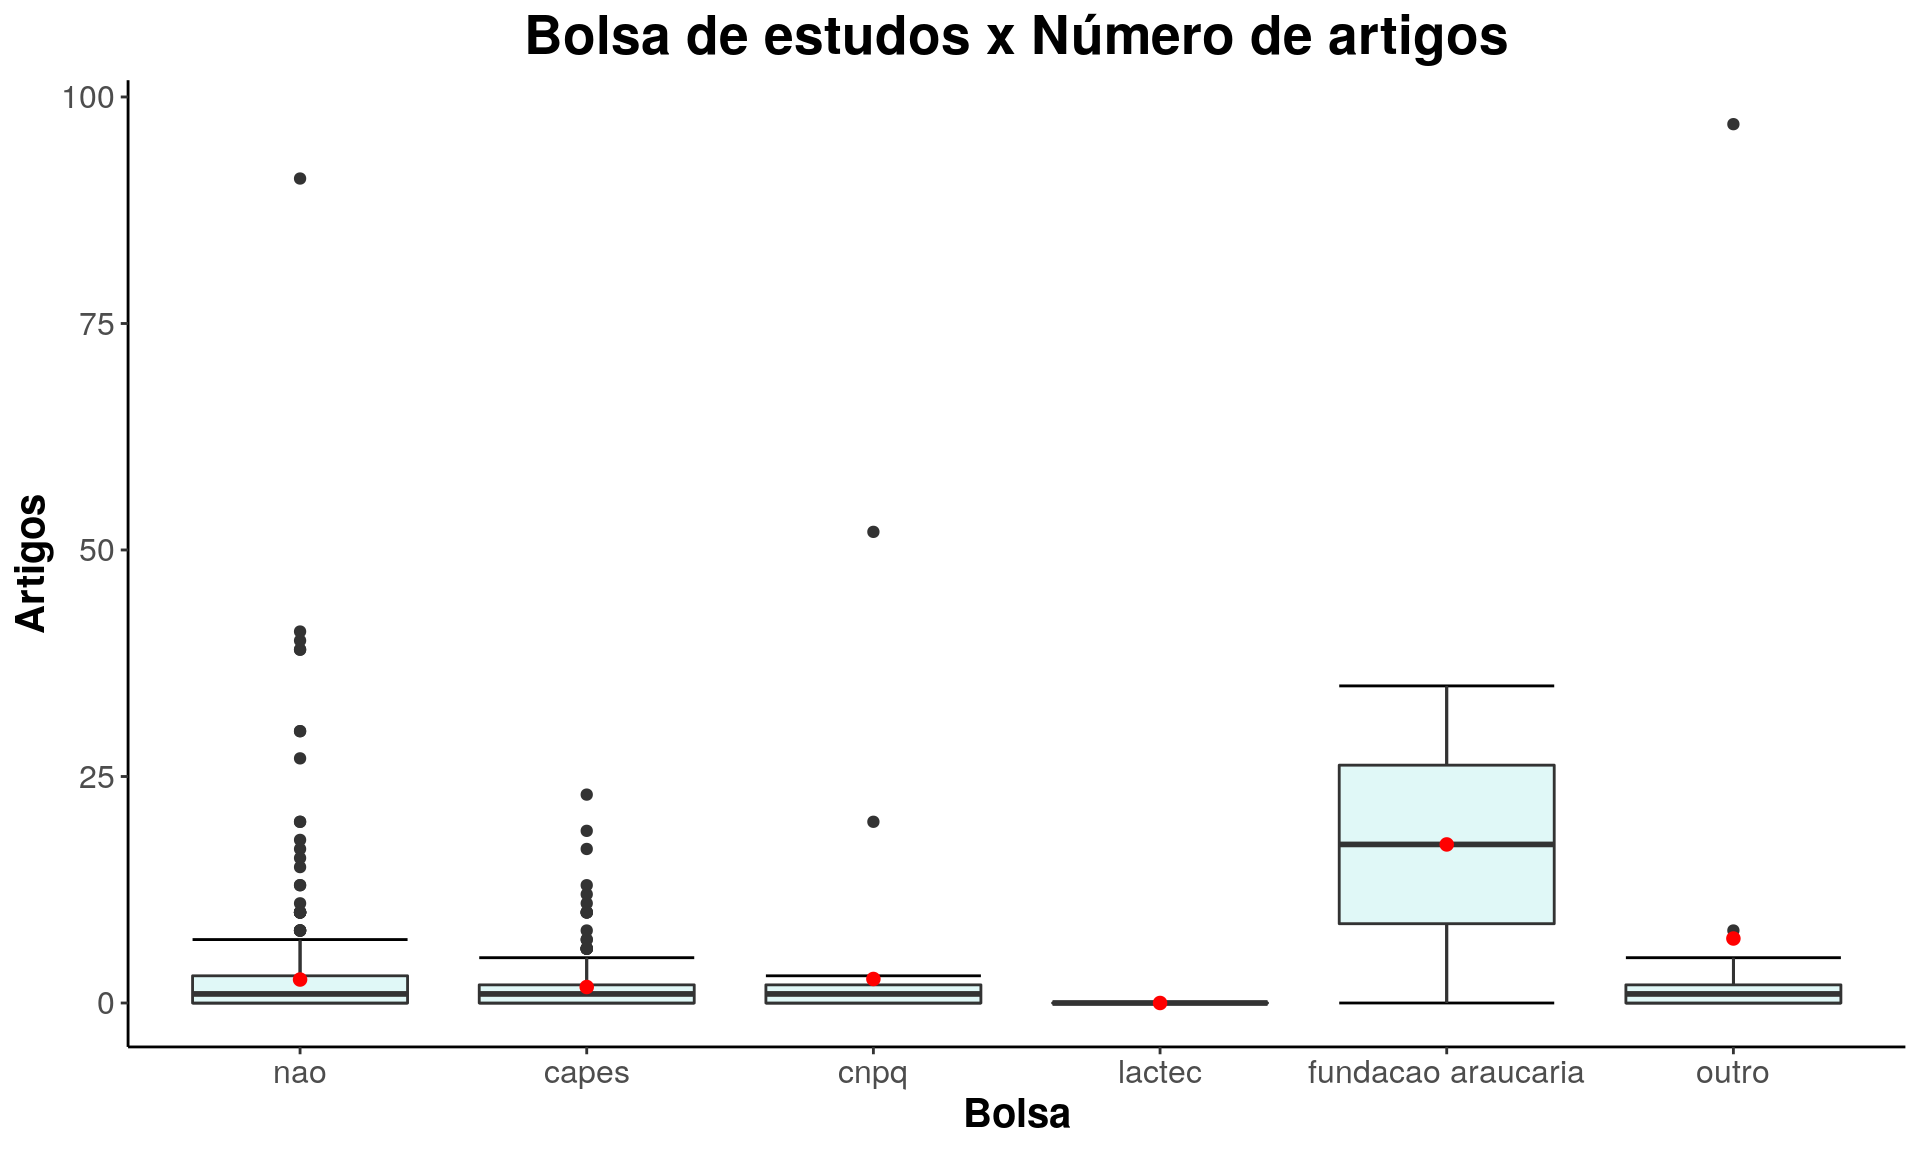 Bolsa de estudos x Número de artigos
100
75
50
25
0
Artigos
nao capes cnpq lactec fundacao araucaria outro
Bolsa